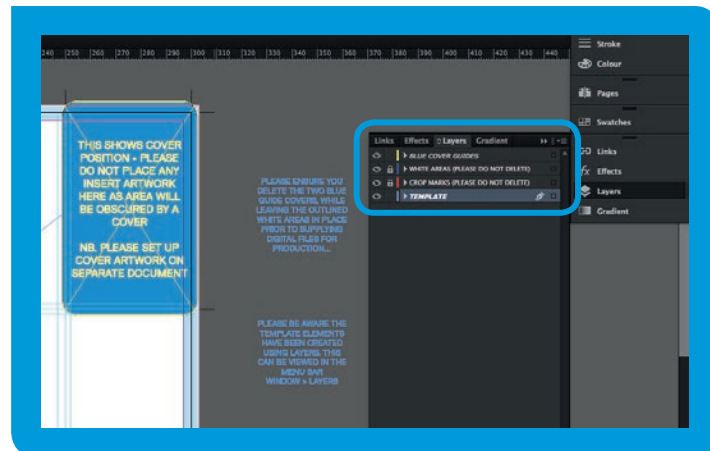 240 250 260 270 280 290 300 310 320 330 340 350 360 370 380 390 400 410 420 430 440
Stroke
Colour
Pages
Swatches
Links
Effects
Layers
Gradient
Links Effects Layers Gradient
BLUE COVER GUIDES
WHITE AREAS (PLEASE DO NOT DELETE)
CROP MARKS (PLEASE DO NOT DELETE)
TEMPLATE
THIS SHOWS COVER
POSITION - PLEASE
DO NOT PLACE ANY
INSERT ARTWORK
HERE AS AREA WILL
BE OBSCURED BY A
COVER
NB. PLEASE SET UP
COVER ARTWORK ON
SEPARATE DOCUMENT
PLEASE ENSURE YOU
DELETE THE TWO BLUE
GUIDE COVERS, WHILE
LEAVING THE OUTLINED
WHITE AREAS IN PLACE
PRIOR TO SUPPLYING
DIGITAL FILES FOR
PRODUCTION...
PLEASE BE AWARE THE
TEMPLATE ELEMENTS
HAVE BEEN CREATED
USING LAYERS. THIS
CAN BE VIEWED IN THE
MENU BAR
WINDOW > LAYERS